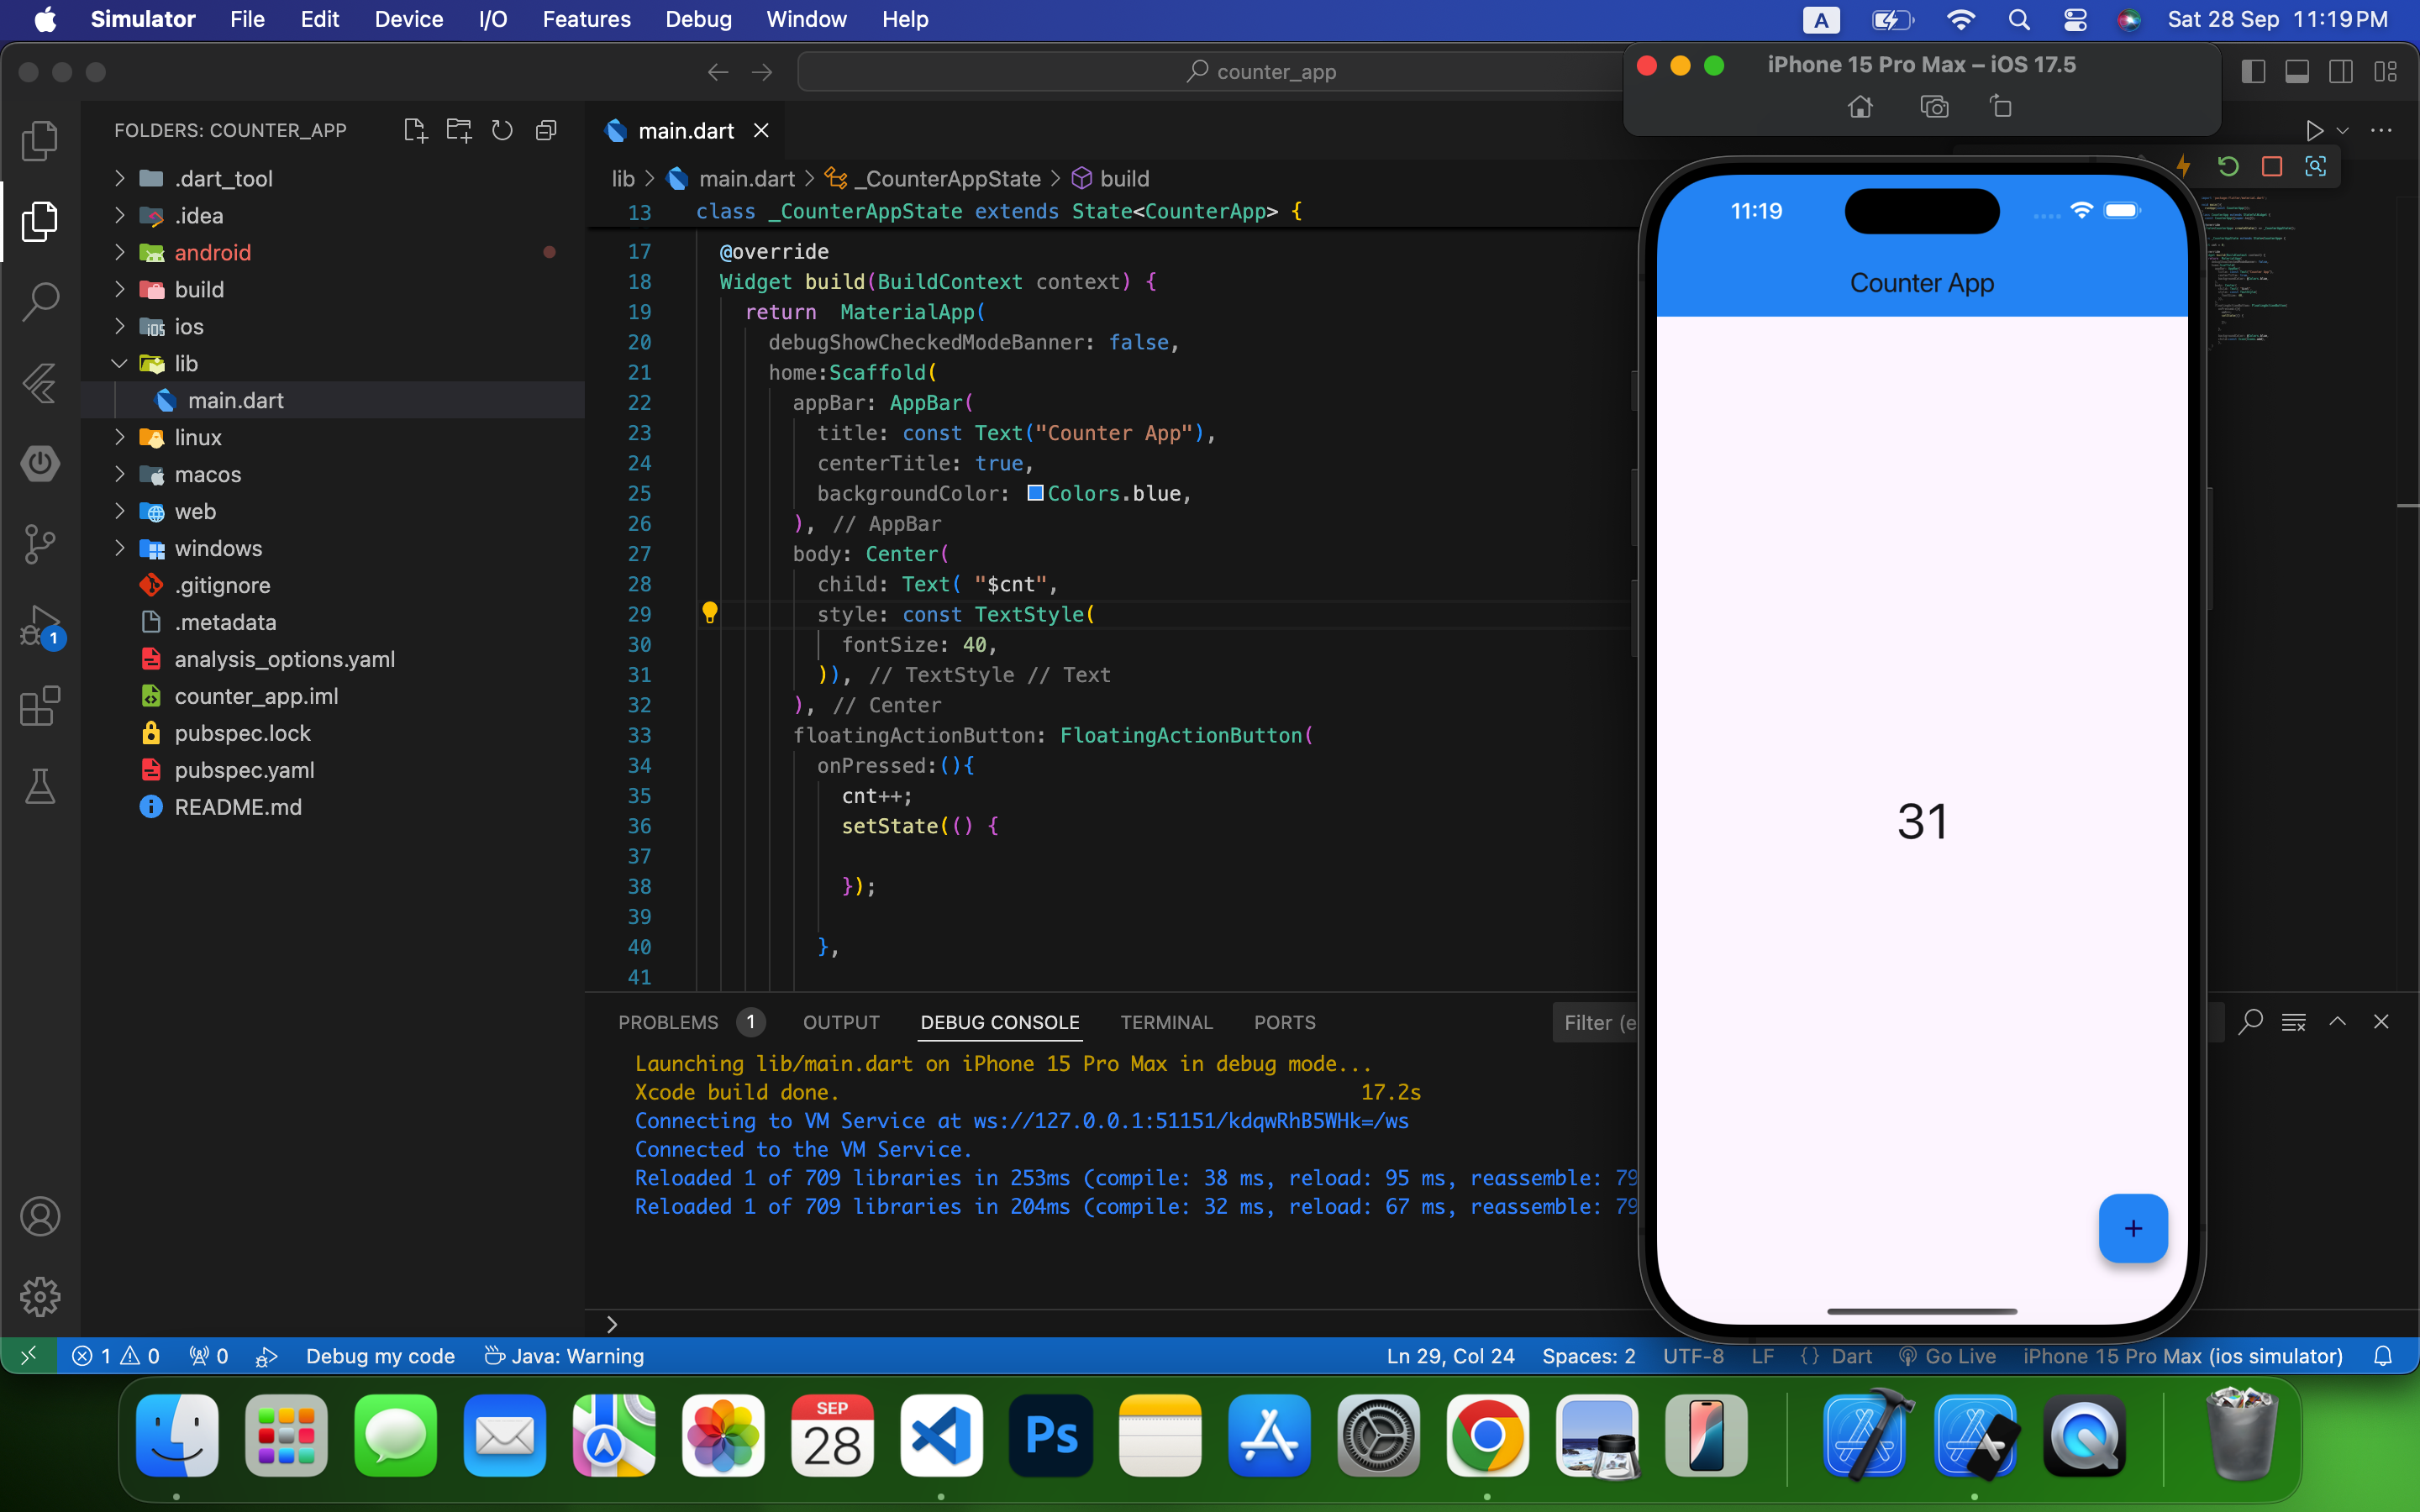 Simulator File Edit Device I/O Features Debug Window Help A Sat 28 Sep 11:19 PM
counter_app
iPhone 15 Pro Max – iOS 17.5
FOLDERS: COUNTER_APP
.dart_tool
.idea
android
build
ios
lib
main.dart
linux
macos
web
windows
.gitignore
.metadata
analysis_options.yaml
counter_app.iml
pubspec.lock
pubspec.yaml
README.md
1
main.dart
lib > main.dart > _CounterAppState > build
13 class _CounterAppState extends State<CounterApp> {
17 @override
18 Widget build(BuildContext context) {
19 return MaterialApp(
20 debugShowCheckedModeBanner: false,
21 home:Scaffold(
22 appBar: AppBar(
23 title: const Text("Counter App"),
24 centerTitle: true,
25 backgroundColor: Colors.blue,
26 ), // AppBar
27 body: Center(
28 child: Text( "$cnt",
29 style: const TextStyle(
30 fontSize: 40,
31 )), // TextStyle // Text
32 ), // Center
33 floatingActionButton: FloatingActionButton(
34 onPressed:(){
35 cnt++;
36 setState(() {
37
38 });
39
40 },
41
PROBLEMS 1 OUTPUT DEBUG CONSOLE TERMINAL PORTS Filter (e
Launching lib/main.dart on iPhone 15 Pro Max in debug mode...
Xcode build done. 17.2s
Connecting to VM Service at ws://127.0.0.1:51151/kdqwRhB5WHk=/ws
Connected to the VM Service.
Reloaded 1 of 709 libraries in 253ms (compile: 38 ms, reload: 95 ms, reassemble: 79
Reloaded 1 of 709 libraries in 204ms (compile: 32 ms, reload: 67 ms, reassemble: 79
>
11:19
Counter App
31
+
1 0 0 Debug my code Java: Warning Ln 29, Col 24 Spaces: 2 UTF-8 LF {} Dart Go Live iPhone 15 Pro Max (ios simulator)
SEP
28
Ps